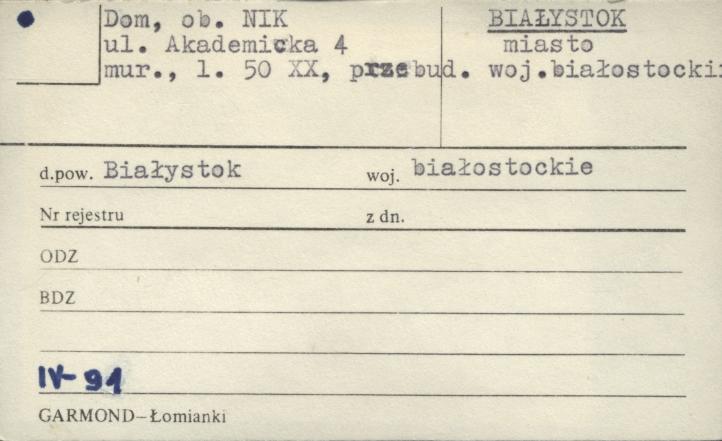 Dom, ob. NIK
ul. Akademicka 4
mur., l. 50 XX, przebud.
BIAŁYSTOK
miasto
woj.białostocki
d.pow. Białystok woj. białostockie
Nr rejestru z dn.
ODZ
BDZ
IV-91
GARMOND–Łomianki